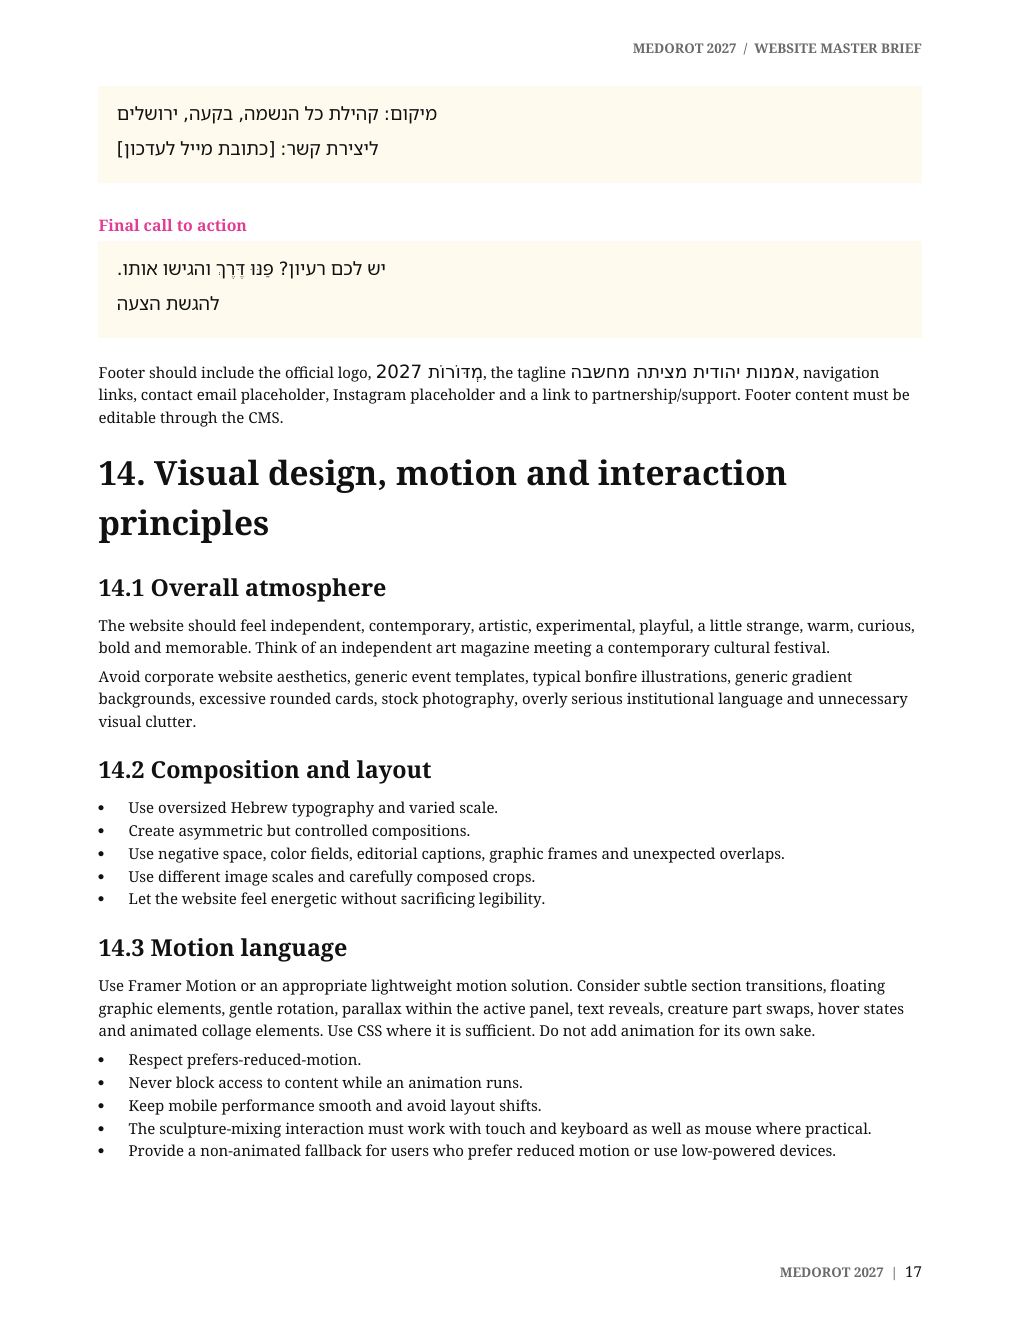 MEDOROT 2027 / WEBSITE MASTER BRIEF
מיקום: קהילת כל הנשמה, בקעה, ירושלים
ליצירת קשר: [כתובת מייל לעדכון]
Final call to action
יש לכם רעיון? פַּנּוּ דֶּרֶךְ והגישו אותו.
להגשת הצעה
Footer should include the official logo, מְדּוֹרוֹת 2027, the tagline אמנות יהודית מציתה מחשבה, navigation
links, contact email placeholder, Instagram placeholder and a link to partnership/support. Footer content must be
editable through the CMS.
14. Visual design, motion and interaction
principles
14.1 Overall atmosphere
The website should feel independent, contemporary, artistic, experimental, playful, a little strange, warm, curious,
bold and memorable. Think of an independent art magazine meeting a contemporary cultural festival.
Avoid corporate website aesthetics, generic event templates, typical bonfire illustrations, generic gradient
backgrounds, excessive rounded cards, stock photography, overly serious institutional language and unnecessary
visual clutter.
14.2 Composition and layout
• Use oversized Hebrew typography and varied scale.
• Create asymmetric but controlled compositions.
• Use negative space, color fields, editorial captions, graphic frames and unexpected overlaps.
• Use different image scales and carefully composed crops.
• Let the website feel energetic without sacrificing legibility.
14.3 Motion language
Use Framer Motion or an appropriate lightweight motion solution. Consider subtle section transitions, floating
graphic elements, gentle rotation, parallax within the active panel, text reveals, creature part swaps, hover states
and animated collage elements. Use CSS where it is sufficient. Do not add animation for its own sake.
• Respect prefers-reduced-motion.
• Never block access to content while an animation runs.
• Keep mobile performance smooth and avoid layout shifts.
• The sculpture-mixing interaction must work with touch and keyboard as well as mouse where practical.
• Provide a non-animated fallback for users who prefer reduced motion or use low-powered devices.
MEDOROT 2027 | 17